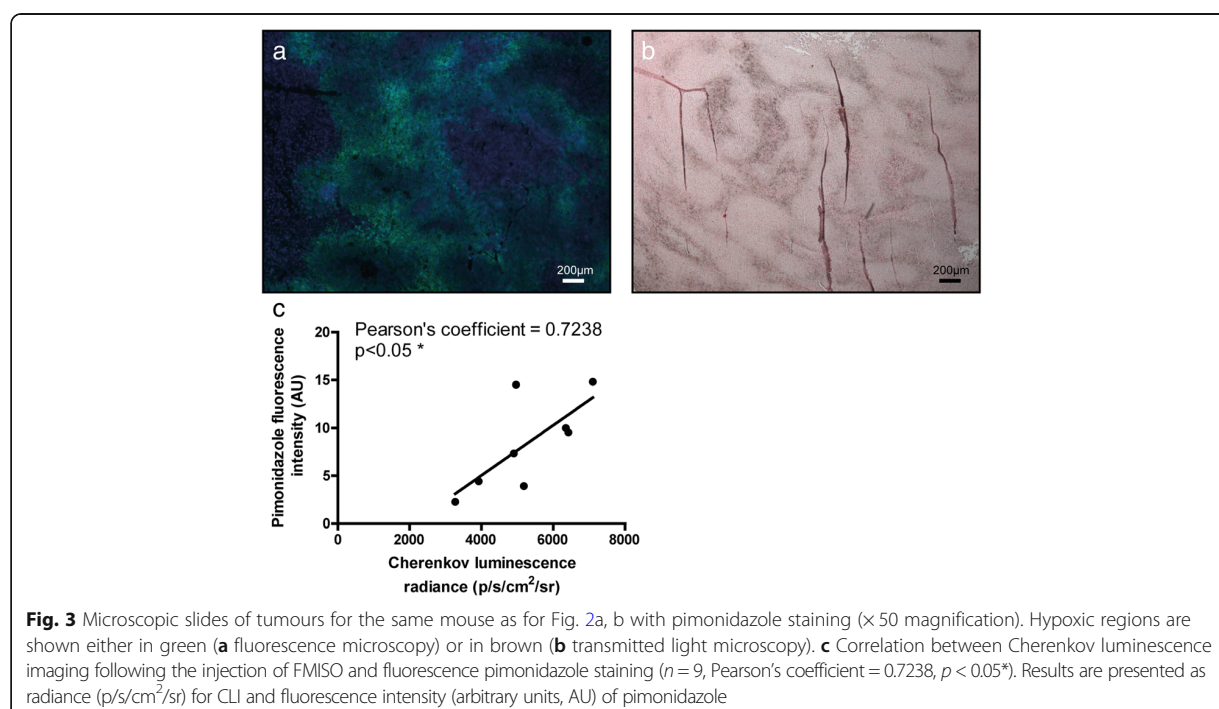 a
b
200µm
200µm
C
Pearson's coefficient = 0.7238
p<0.05 *
Pimonidazole fluorescence
intensity (AU)
20
15
10
5
0
0 2000 4000 6000 8000
Cherenkov luminescence
radiance (p/s/cm²/sr)
Fig. 3 Microscopic slides of tumours for the same mouse as for Fig. 2a, b with pimonidazole staining (× 50 magnification). Hypoxic regions are
shown either in green (a fluorescence microscopy) or in brown (b transmitted light microscopy). c Correlation between Cherenkov luminescence
imaging following the injection of FMISO and fluorescence pimonidazole staining (n = 9, Pearson's coefficient = 0.7238, p < 0.05*). Results are presented as
radiance (p/s/cm²/sr) for CLI and fluorescence intensity (arbitrary units, AU) of pimonidazole